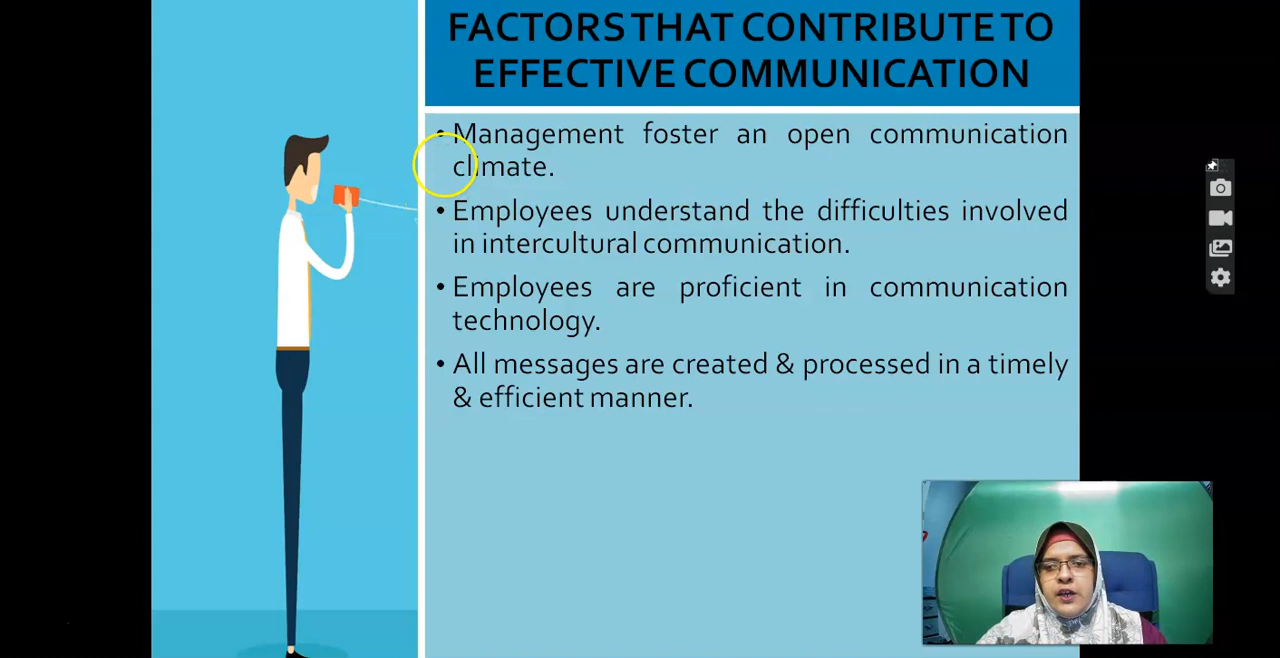 FACTORS THAT CONTRIBUTE TO
EFFECTIVE COMMUNICATION
• Management foster an open communication
climate.
• Employees understand the difficulties involved
in intercultural communication.
• Employees are proficient in communication
technology.
• All messages are created & processed in a timely
& efficient manner.